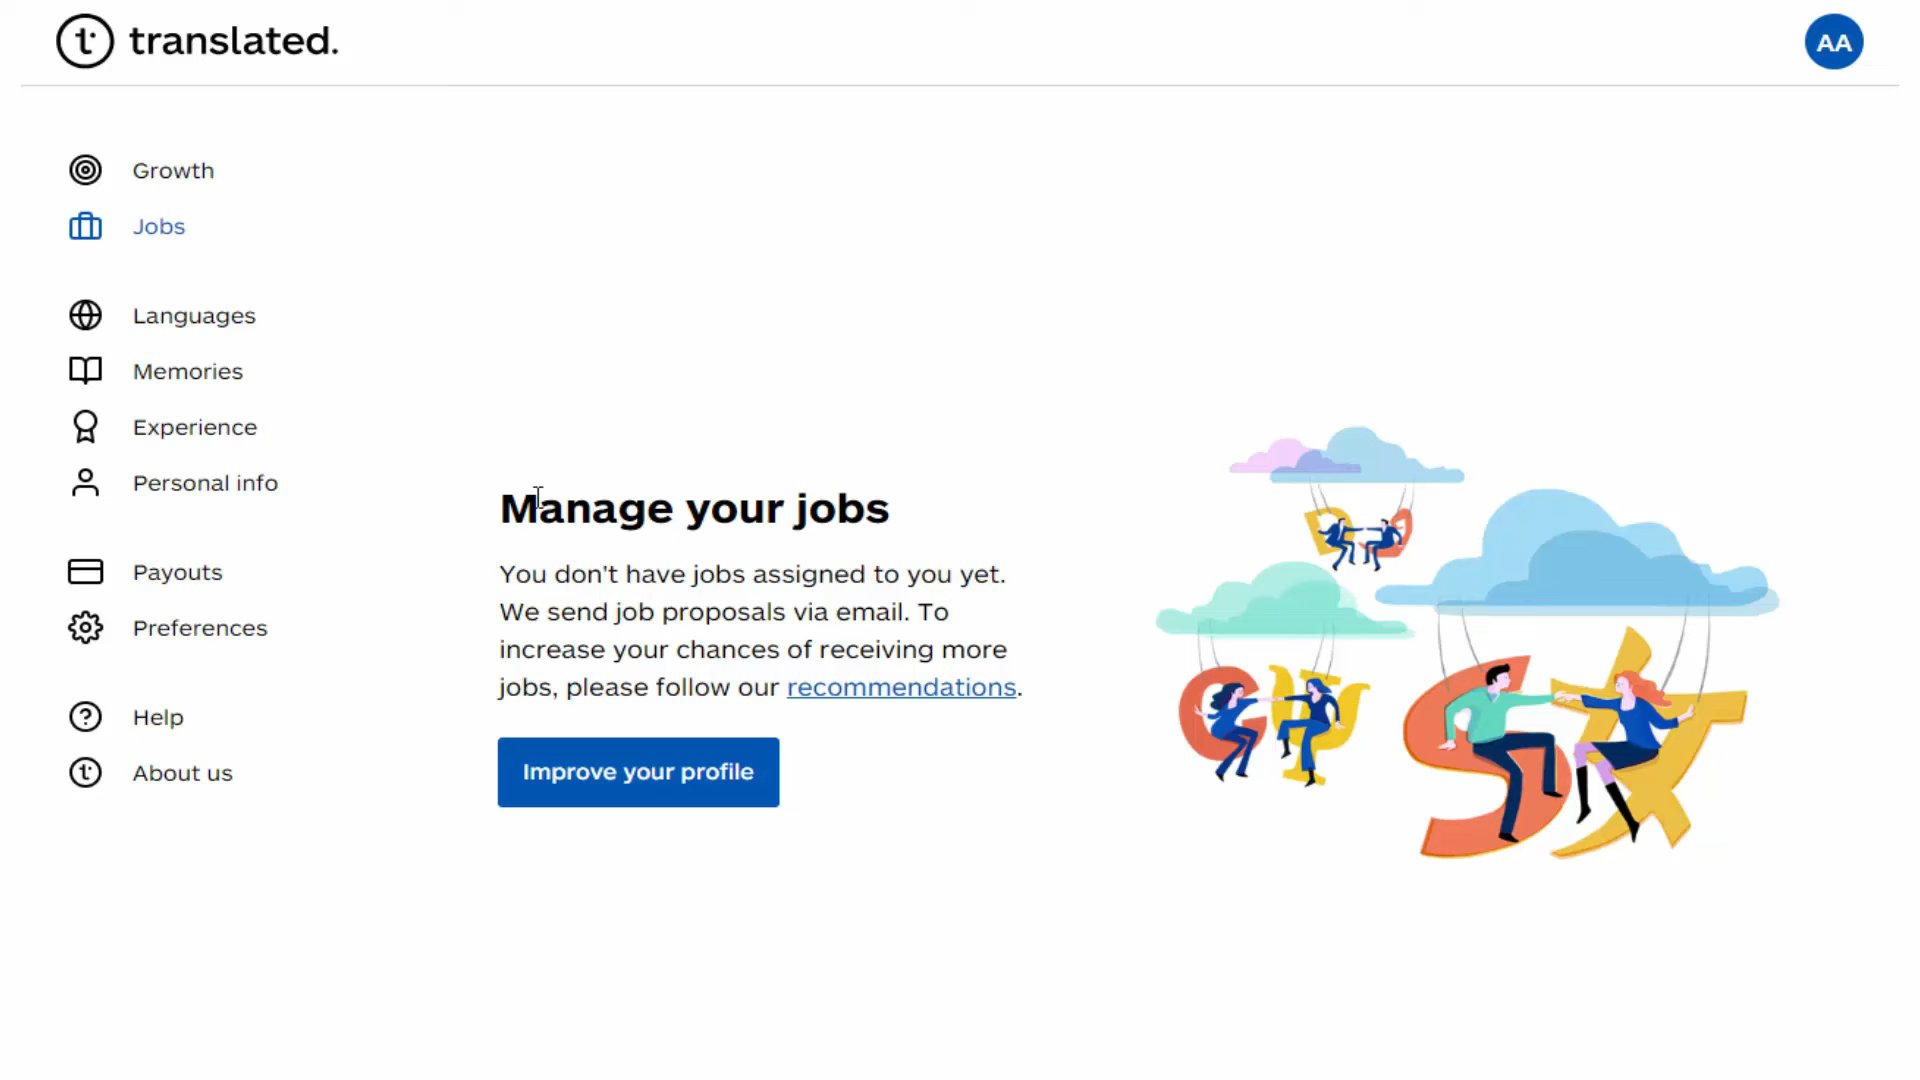 translated.
AA
Growth
Jobs
Languages
Memories
Experience
Personal info
Payouts
Preferences
Help
About us
Manage your jobs
You don't have jobs assigned to you yet.
We send job proposals via email. To
increase your chances of receiving more
jobs, please follow our recommendations.
Improve your profile